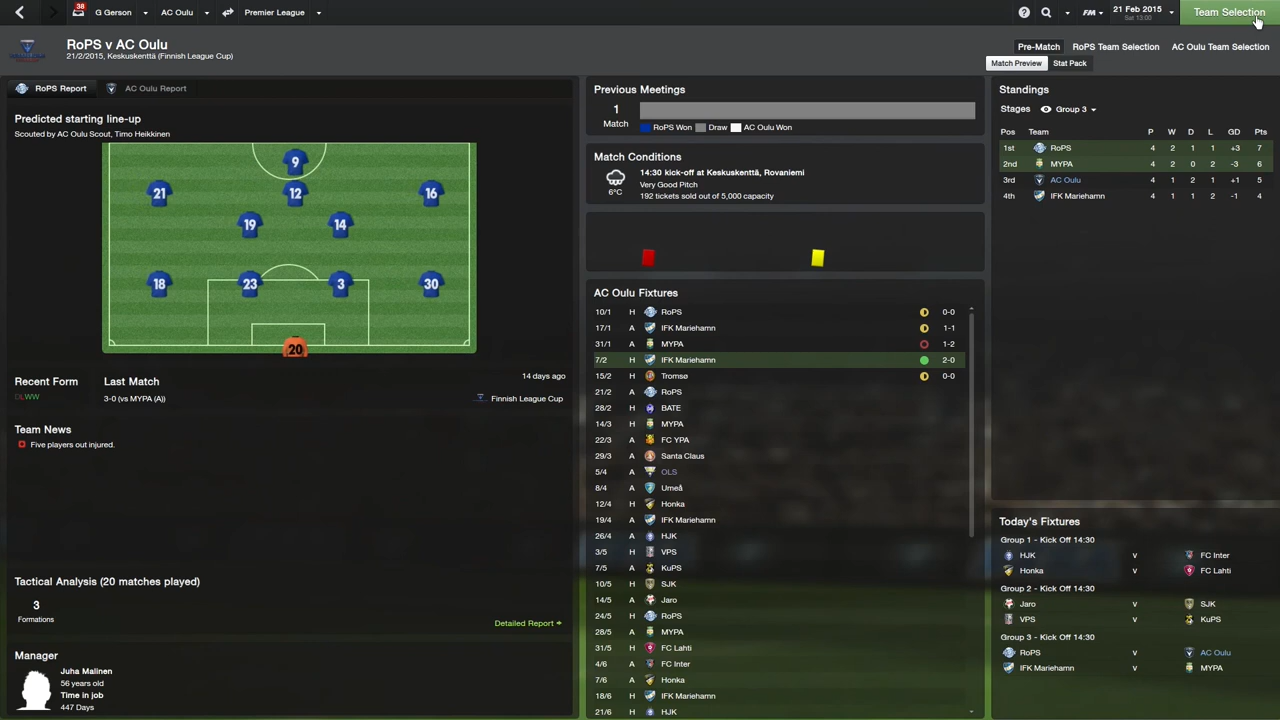 38
G Gerson
AC Oulu
Premier League
FM
21 Feb 2015
Sat 13:00
Team Selection
RoPS v AC Oulu
21/2/2015, Keskuskenttä (Finnish League Cup)
Pre-Match
RoPS Team Selection
AC Oulu Team Selection
Match Preview
Stat Pack
RoPS Report
AC Oulu Report
Predicted starting line-up
Scouted by AC Oulu Scout, Timo Heikkinen
9
21 12 16
19 14
18 23 3 30
20
Recent Form
DLWW
Last Match
14 days ago
3-0 (vs MYPA (A))
Finnish League Cup
Team News
Five players out injured.
Tactical Analysis (20 matches played)
3
Formations
Detailed Report
Manager
Juha Malinen
56 years old
Time in job
447 Days
Previous Meetings
1
Match
RoPS Won Draw AC Oulu Won
Match Conditions
6°C
14:30 kick-off at Keskuskenttä, Rovaniemi
Very Good Pitch
192 tickets sold out of 5,000 capacity
AC Oulu Fixtures
10/1 H RoPS 0-0
17/1 A IFK Mariehamn 1-1
31/1 A MYPA 1-2
7/2 H IFK Mariehamn 2-0
15/2 H Tromsø 0-0
21/2 A RoPS
28/2 H BATE
14/3 H MYPA
22/3 A FC YPA
29/3 A Santa Claus
5/4 A OLS
8/4 A Umeå
12/4 H Honka
19/4 A IFK Mariehamn
26/4 A HJK
3/5 H VPS
7/5 A KuPS
10/5 H SJK
14/5 A Jaro
24/5 H RoPS
28/5 A MYPA
31/5 H FC Lahti
4/6 A FC Inter
7/6 A Honka
18/6 H IFK Mariehamn
21/6 H HJK
Standings
Stages Group 3
Pos Team P W D L GD Pts
1st RoPS 4 2 1 1 +3 7
2nd MYPA 4 2 0 2 -3 6
3rd AC Oulu 4 1 2 1 +1 5
4th IFK Mariehamn 4 1 1 2 -1 4
Today's Fixtures
Group 1 - Kick Off 14:30
HJK v FC Inter
Honka v FC Lahti
Group 2 - Kick Off 14:30
Jaro v SJK
VPS v KuPS
Group 3 - Kick Off 14:30
RoPS v AC Oulu
IFK Mariehamn v MYPA